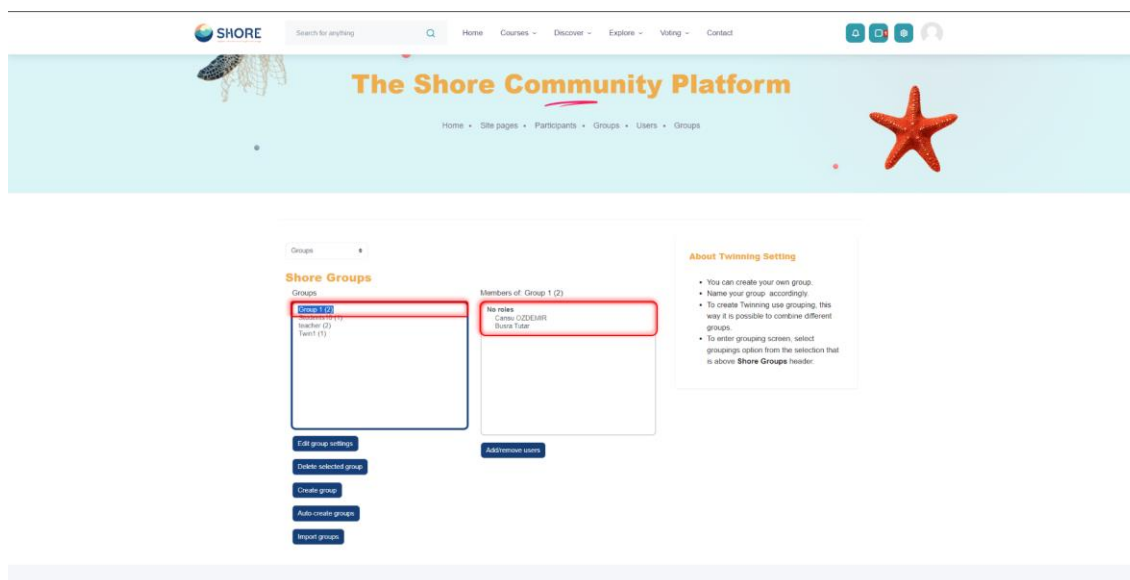 SHORE
Search for anything
Home Courses Discover Explore Voting Contact
The Shore Community Platform
Home • Site pages • Participants • Groups • Users • Groups
Groups
Shore Groups
Groups
Group 1 (2)
Students10 (1)
teacher (2)
Twin1 (1)
Edit group settings
Delete selected group
Create group
Auto-create groups
Import groups
Members of: Group 1 (2)
No roles
Cansu OZDEMIR
Busra Tutar
Add/remove users
About Twinning Setting
• You can create your own group.
• Name your group accordingly.
• To create Twinning use grouping, this
way it is possible to combine different
groups.
• To enter grouping screen, select
groupings option from the selection that
is above Shore Groups header.